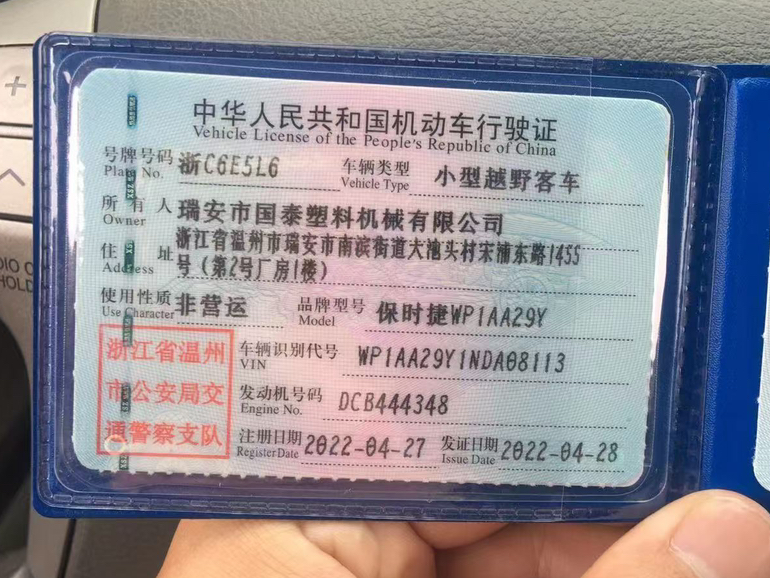 中华人民共和国机动车行驶证
Vehicle License of the People's Republic of China
号牌号码 浙C6E5L6 车辆类型 小型越野客车
Plate No. Vehicle Type
所有人 瑞安市国泰塑料机械有限公司
Owner
住址 浙江省温州市瑞安市南滨街道大池头村宋浦东路1455
Address 号（第2号厂房1楼）
使用性质 非营运 品牌型号 保时捷WP1AA29Y
Use Character Model
浙江省温州
市公安局交
通警察支队
车辆识别代号 WP1AA29Y1NDA08113
VIN
发动机号码 DCB444348
Engine No.
注册日期 2022-04-27 发证日期 2022-04-28
Register Date Issue Date